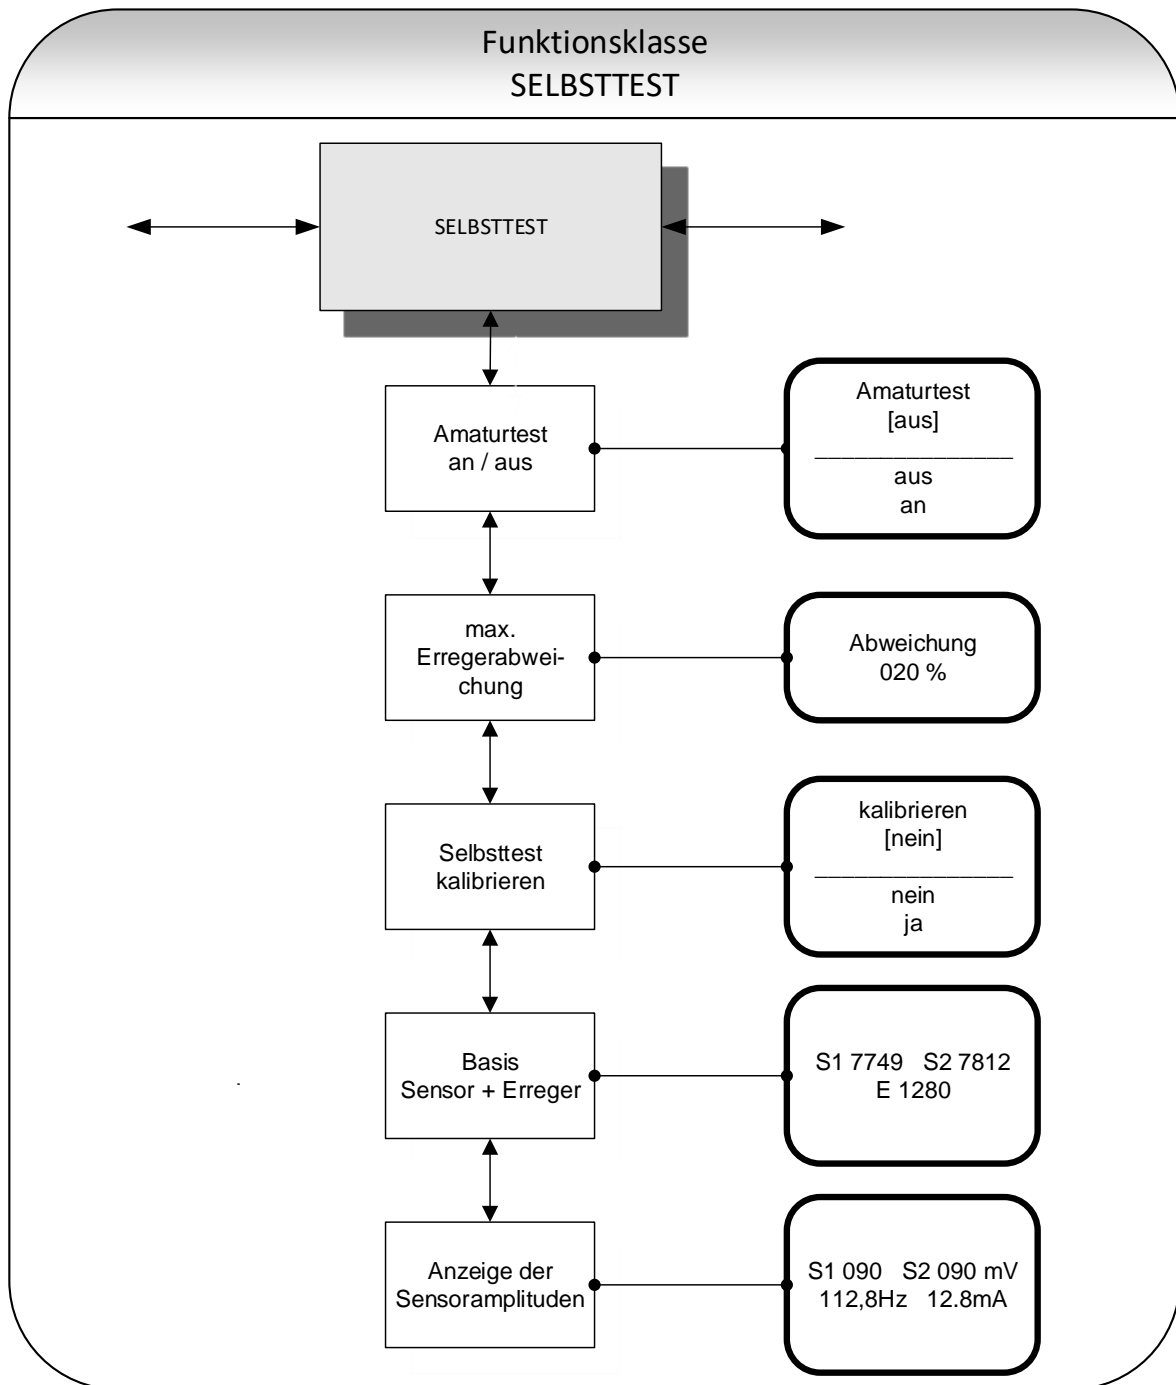 Funktionsklasse
SELBSTTEST
SELBSTTEST
Amaturtest
an / aus
Amaturtest
[aus]
_______________
aus
an
max.
Erregerabwei-
chung
Abweichung
020 %
Selbsttest
kalibrieren
kalibrieren
[nein]
_______________
nein
ja
Basis
Sensor + Erreger
S1 7749   S2 7812
E 1280
Anzeige der
Sensoramplituden
S1 090   S2 090 mV
112,8Hz   12.8mA